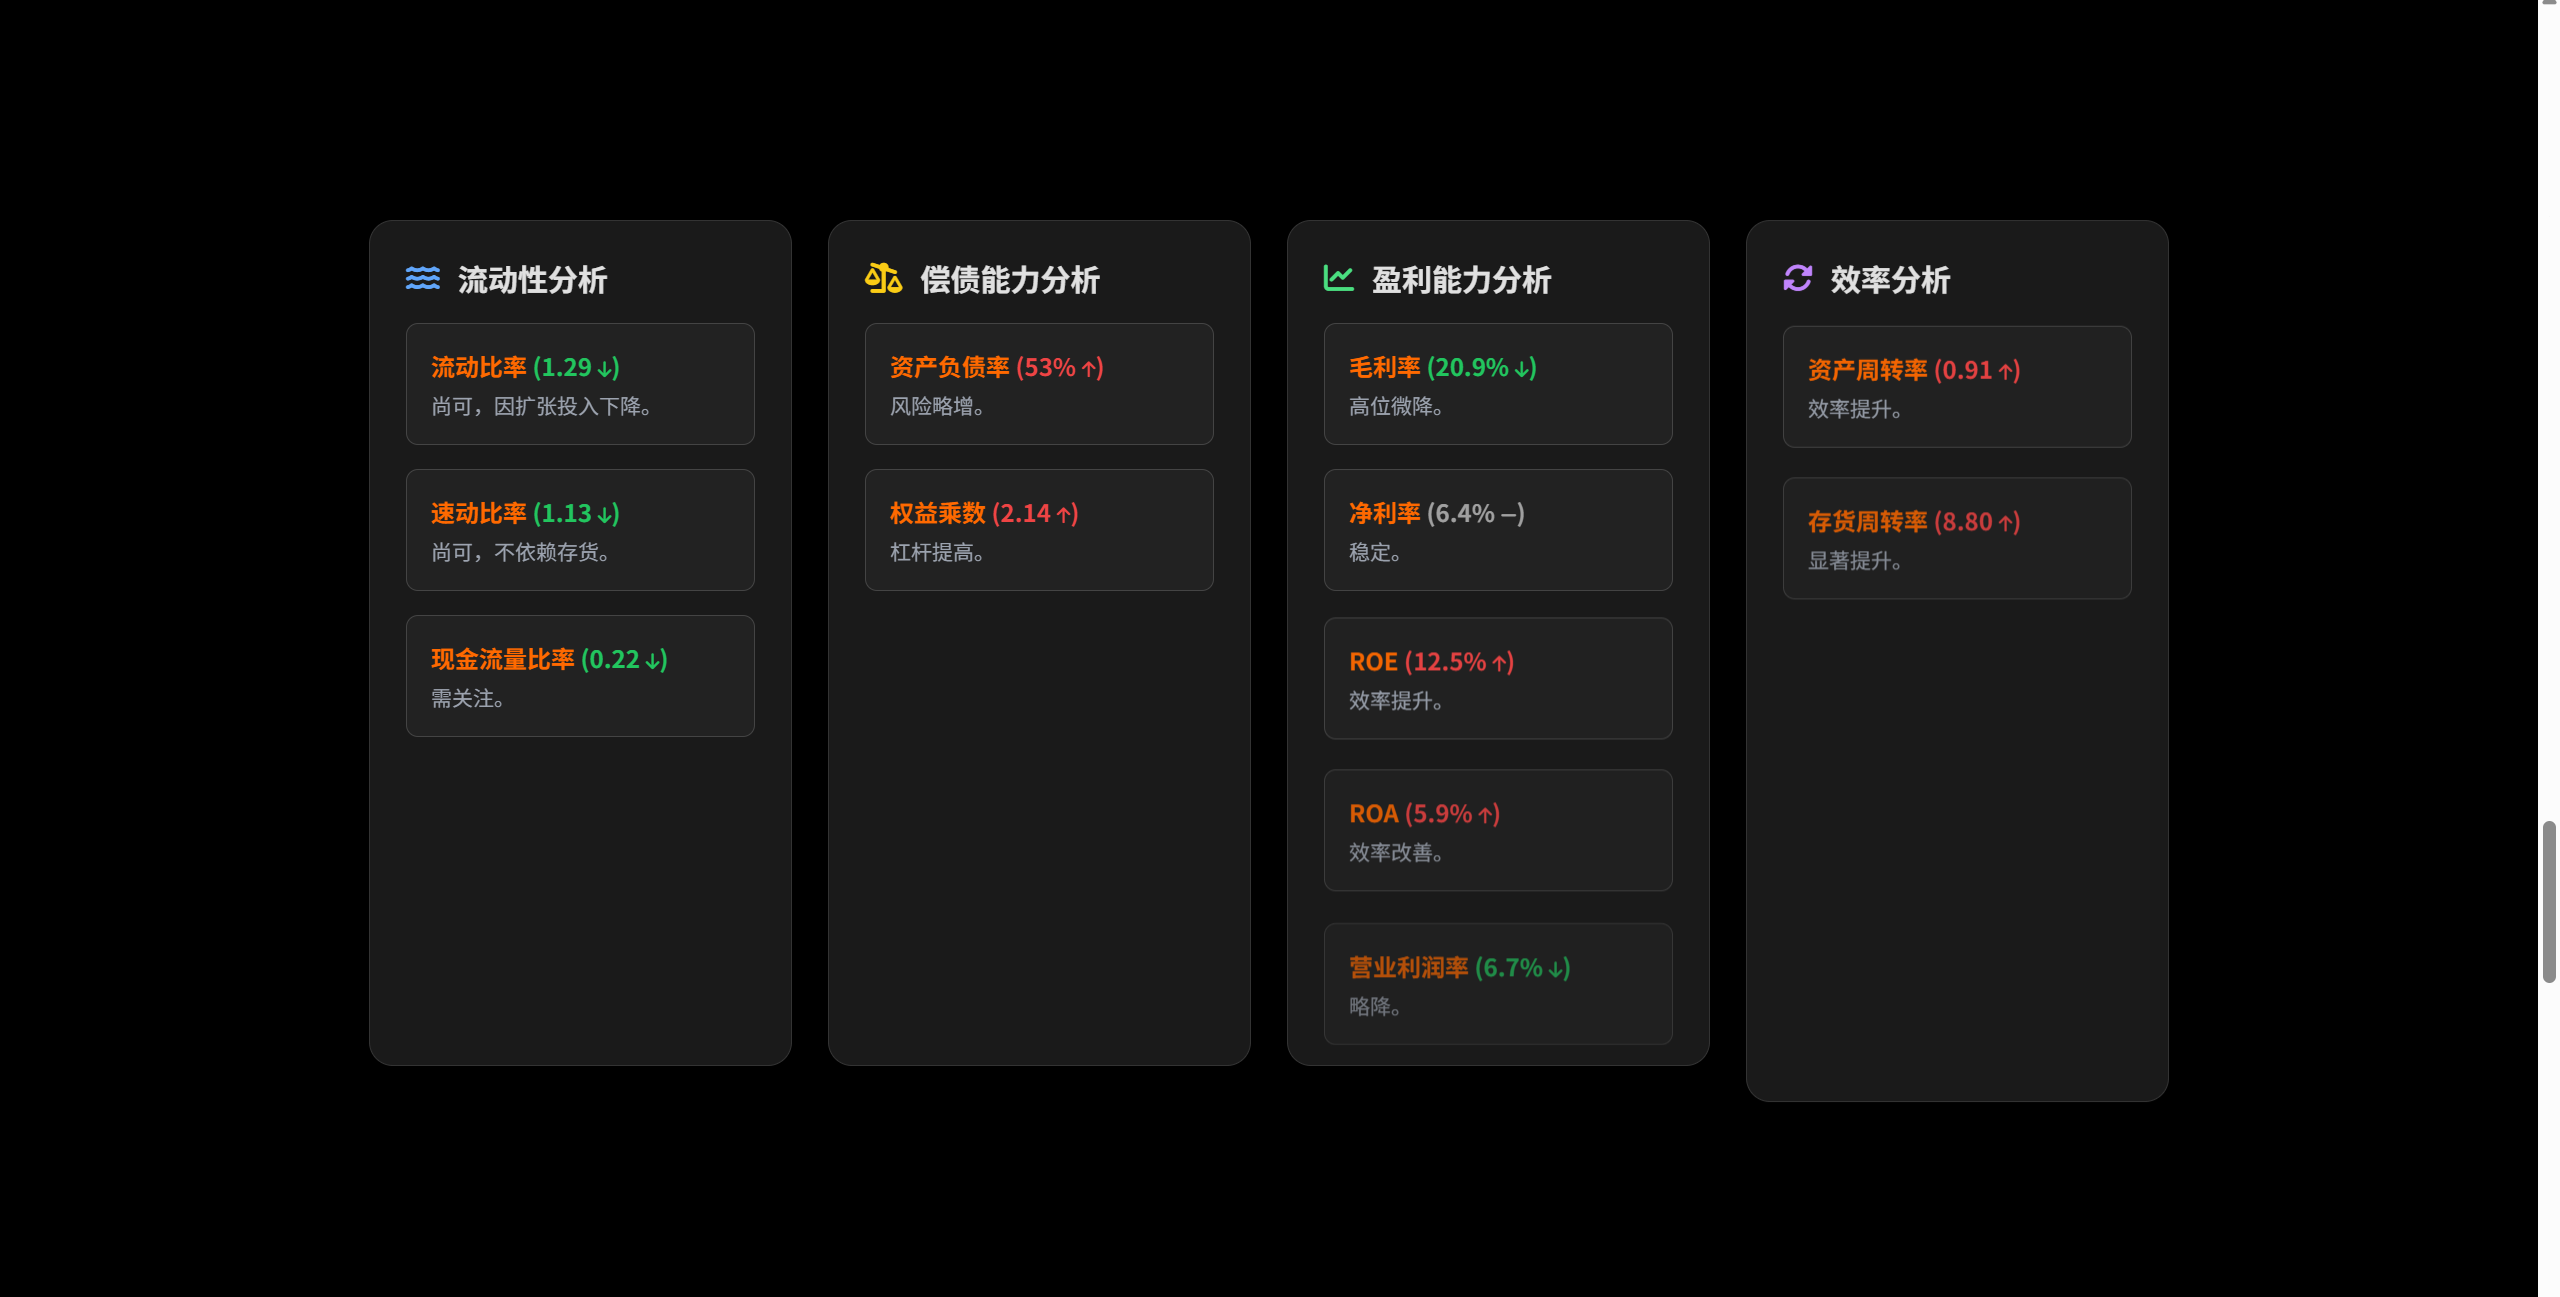 流动性分析
流动比率 (1.29↓)
尚可，因扩张投入下降。
速动比率 (1.13↓)
尚可，不依赖存货。
现金流量比率 (0.22↓)
需关注。
偿债能力分析
资产负债率 (53%↑)
风险略增。
权益乘数 (2.14↑)
杠杆提高。
盈利能力分析
毛利率 (20.9%↓)
高位微降。
净利率 (6.4%−)
稳定。
ROE (12.5%↑)
效率提升。
ROA (5.9%↑)
效率改善。
营业利润率 (6.7%↓)
略降。
效率分析
资产周转率 (0.91↑)
效率提升。
存货周转率 (8.80↑)
显著提升。